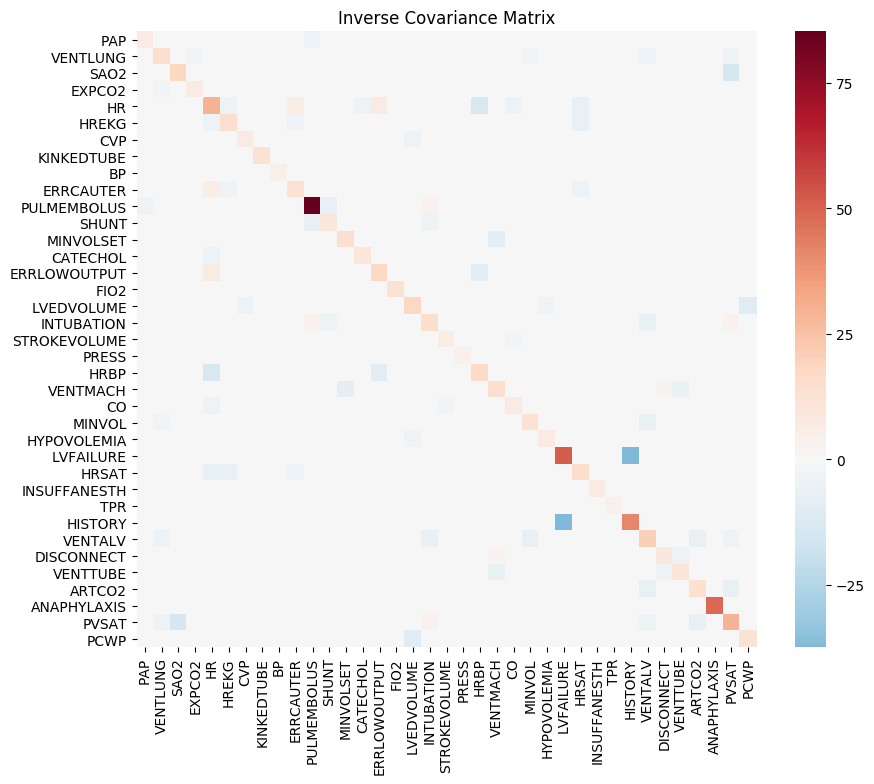 Inverse Covariance Matrix
PAP
VENTLUNG
SAO2
EXPCO2
HR
HREKG
CVP
KINKEDTUBE
BP
ERRCAUTER
PULMEMBOLUS
SHUNT
MINVOLSET
CATECHOL
ERRLOWOUTPUT
FIO2
LVEDVOLUME
INTUBATION
STROKEVOLUME
PRESS
HRBP
VENTMACH
CO
MINVOL
HYPOVOLEMIA
LVFAILURE
HRSAT
INSUFFANESTH
TPR
HISTORY
VENTALV
DISCONNECT
VENTTUBE
ARTCO2
ANAPHYLAXIS
PVSAT
PCWP
PAP
VENTLUNG
SAO2
EXPCO2
HR
HREKG
CVP
KINKEDTUBE
BP
ERRCAUTER
PULMEMBOLUS
SHUNT
MINVOLSET
CATECHOL
ERRLOWOUTPUT
FIO2
LVEDVOLUME
INTUBATION
STROKEVOLUME
PRESS
HRBP
VENTMACH
CO
MINVOL
HYPOVOLEMIA
LVFAILURE
HRSAT
INSUFFANESTH
TPR
HISTORY
VENTALV
DISCONNECT
VENTTUBE
ARTCO2
ANAPHYLAXIS
PVSAT
PCWP
75
50
25
0
−25